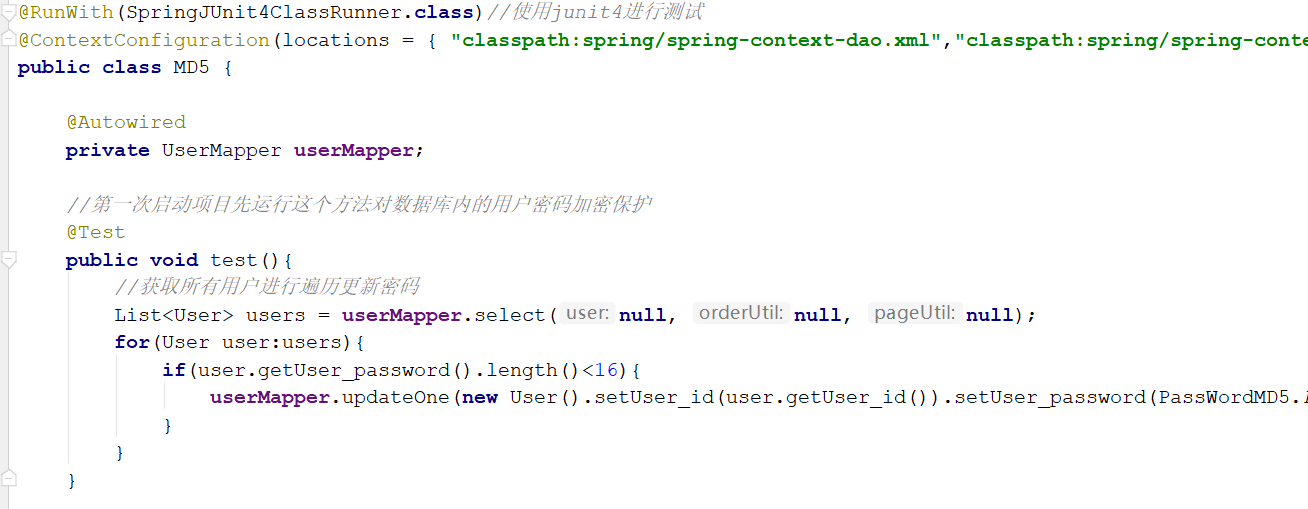 @RunWith(SpringJUnit4ClassRunner.class)//使用junit4进行测试
@ContextConfiguration(locations = { "classpath:spring/spring-context-dao.xml","classpath:spring/spring-conte
public class MD5 {
@Autowired
private UserMapper userMapper;
//第一次启动项目先运行这个方法对数据库内的用户密码加密保护
@Test
public void test(){
//获取所有用户进行遍历更新密码
List<User> users = userMapper.select( user: null, orderUtil: null, pageUtil: null);
for(User user:users){
if(user.getUser_password().length()<16){
userMapper.updateOne(new User().setUser_id(user.getUser_id()).setUser_password(PassWordMD5.
}
}
}